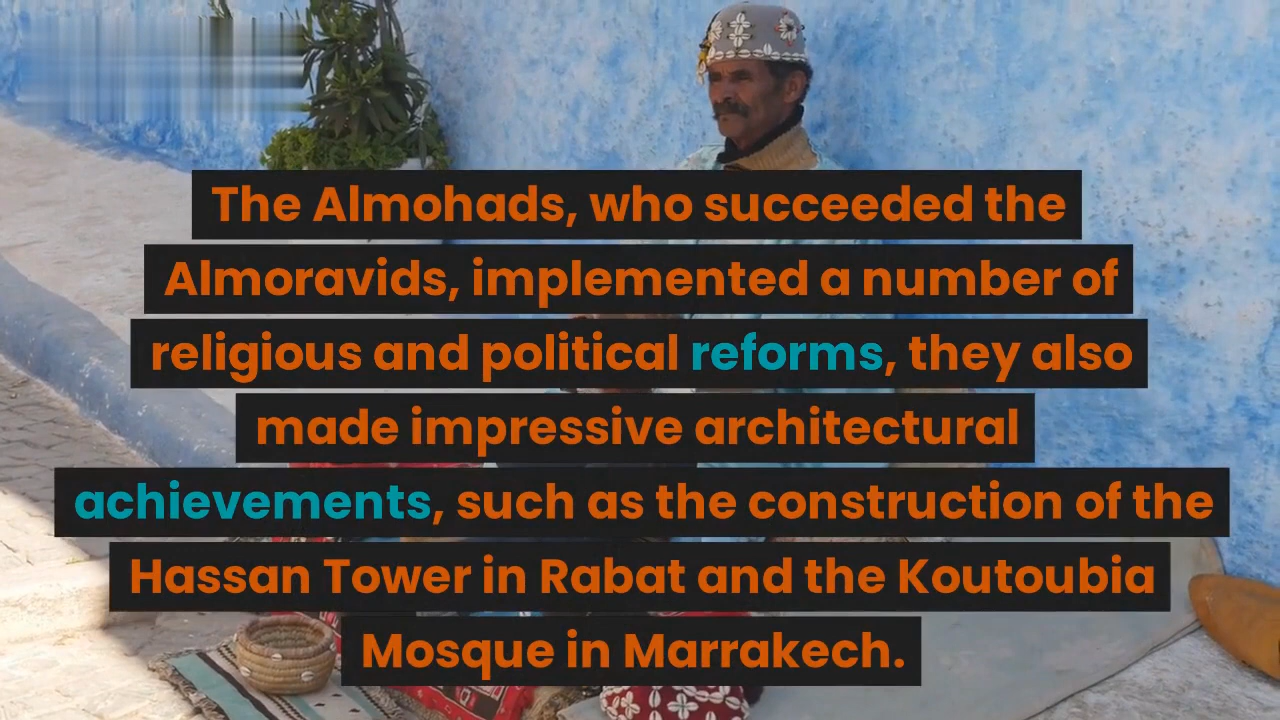 The Almohads, who succeeded the
Almoravids, implemented a number of
religious and political reforms, they also
made impressive architectural
achievements, such as the construction of the
Hassan Tower in Rabat and the Koutoubia
Mosque in Marrakech.